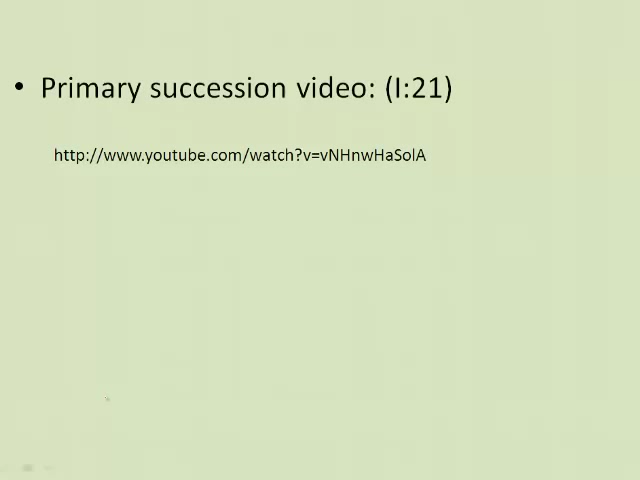 • Primary succession video: (I:21)
http://www.youtube.com/watch?v=vNHnwHaSolA